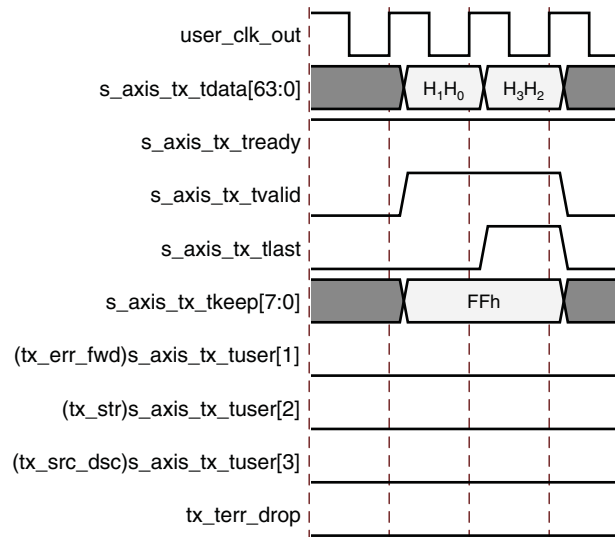 user_clk_out
s_axis_tx_tdata[63:0] H₁H₀ H₃H₂
s_axis_tx_tready
s_axis_tx_tvalid
s_axis_tx_tlast
s_axis_tx_tkeep[7:0] FFh
(tx_err_fwd)s_axis_tx_tuser[1]
(tx_str)s_axis_tx_tuser[2]
(tx_src_dsc)s_axis_tx_tuser[3]
tx_terr_drop